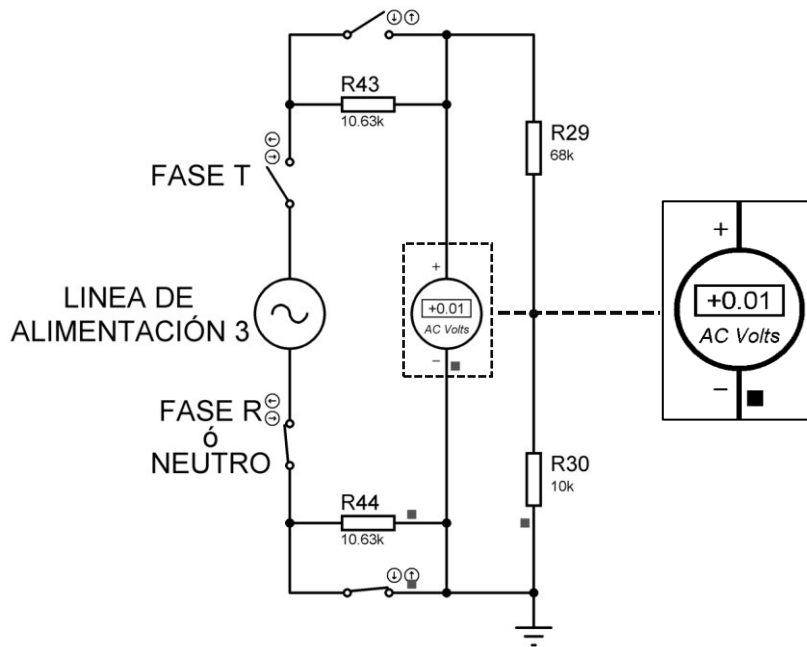 R43
10.63k
R29
68k
FASE T
+
+
LINEA DE
ALIMENTACIÓN 3
+0.01
AC Volts
+0.01
AC Volts
−
−
FASE R
ó
NEUTRO
R44
10.63k
R30
10k